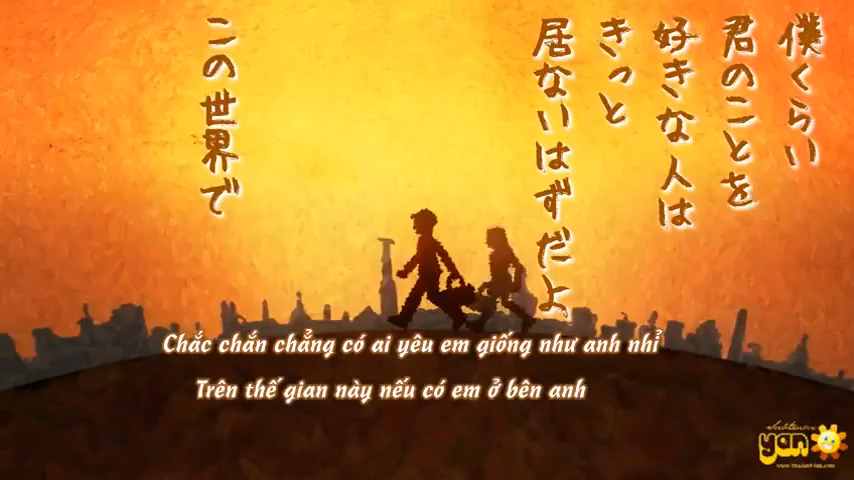 僕くらい
君のことを
好きな人は
きっと
居ないはずだよ
この世界で
Chắc chắn chẳng có ai yêu em giống như anh nhỉ
Trên thế gian này nếu có em ở bên anh
yan